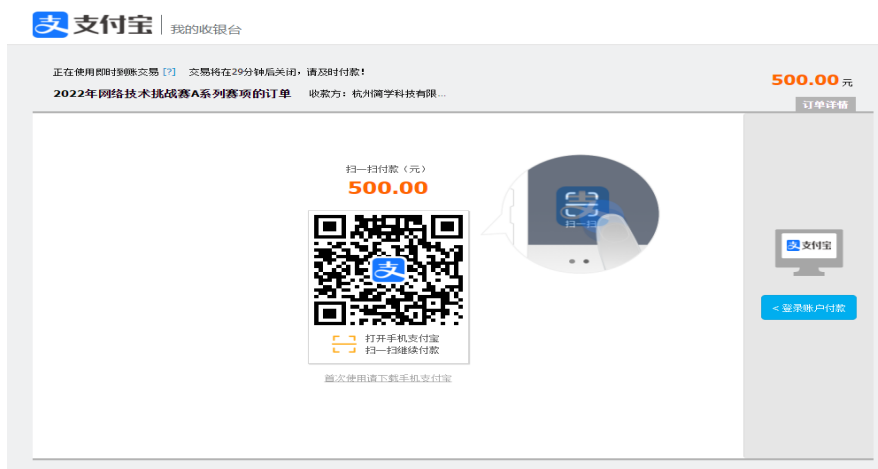 支付宝 我的收银台
正在使用即时到账交易 [?] 交易将在29分钟后关闭，请及时付款！
2022年网络技术挑战赛A系列赛项的订单 收款方：杭州简学科技有限...
500.00 元
订单详情
扫一扫付款（元）
500.00
支
打开手机支付宝
扫一扫继续付款
首次使用请下载手机支付宝
扫一扫
支付宝
< 登录账户付款